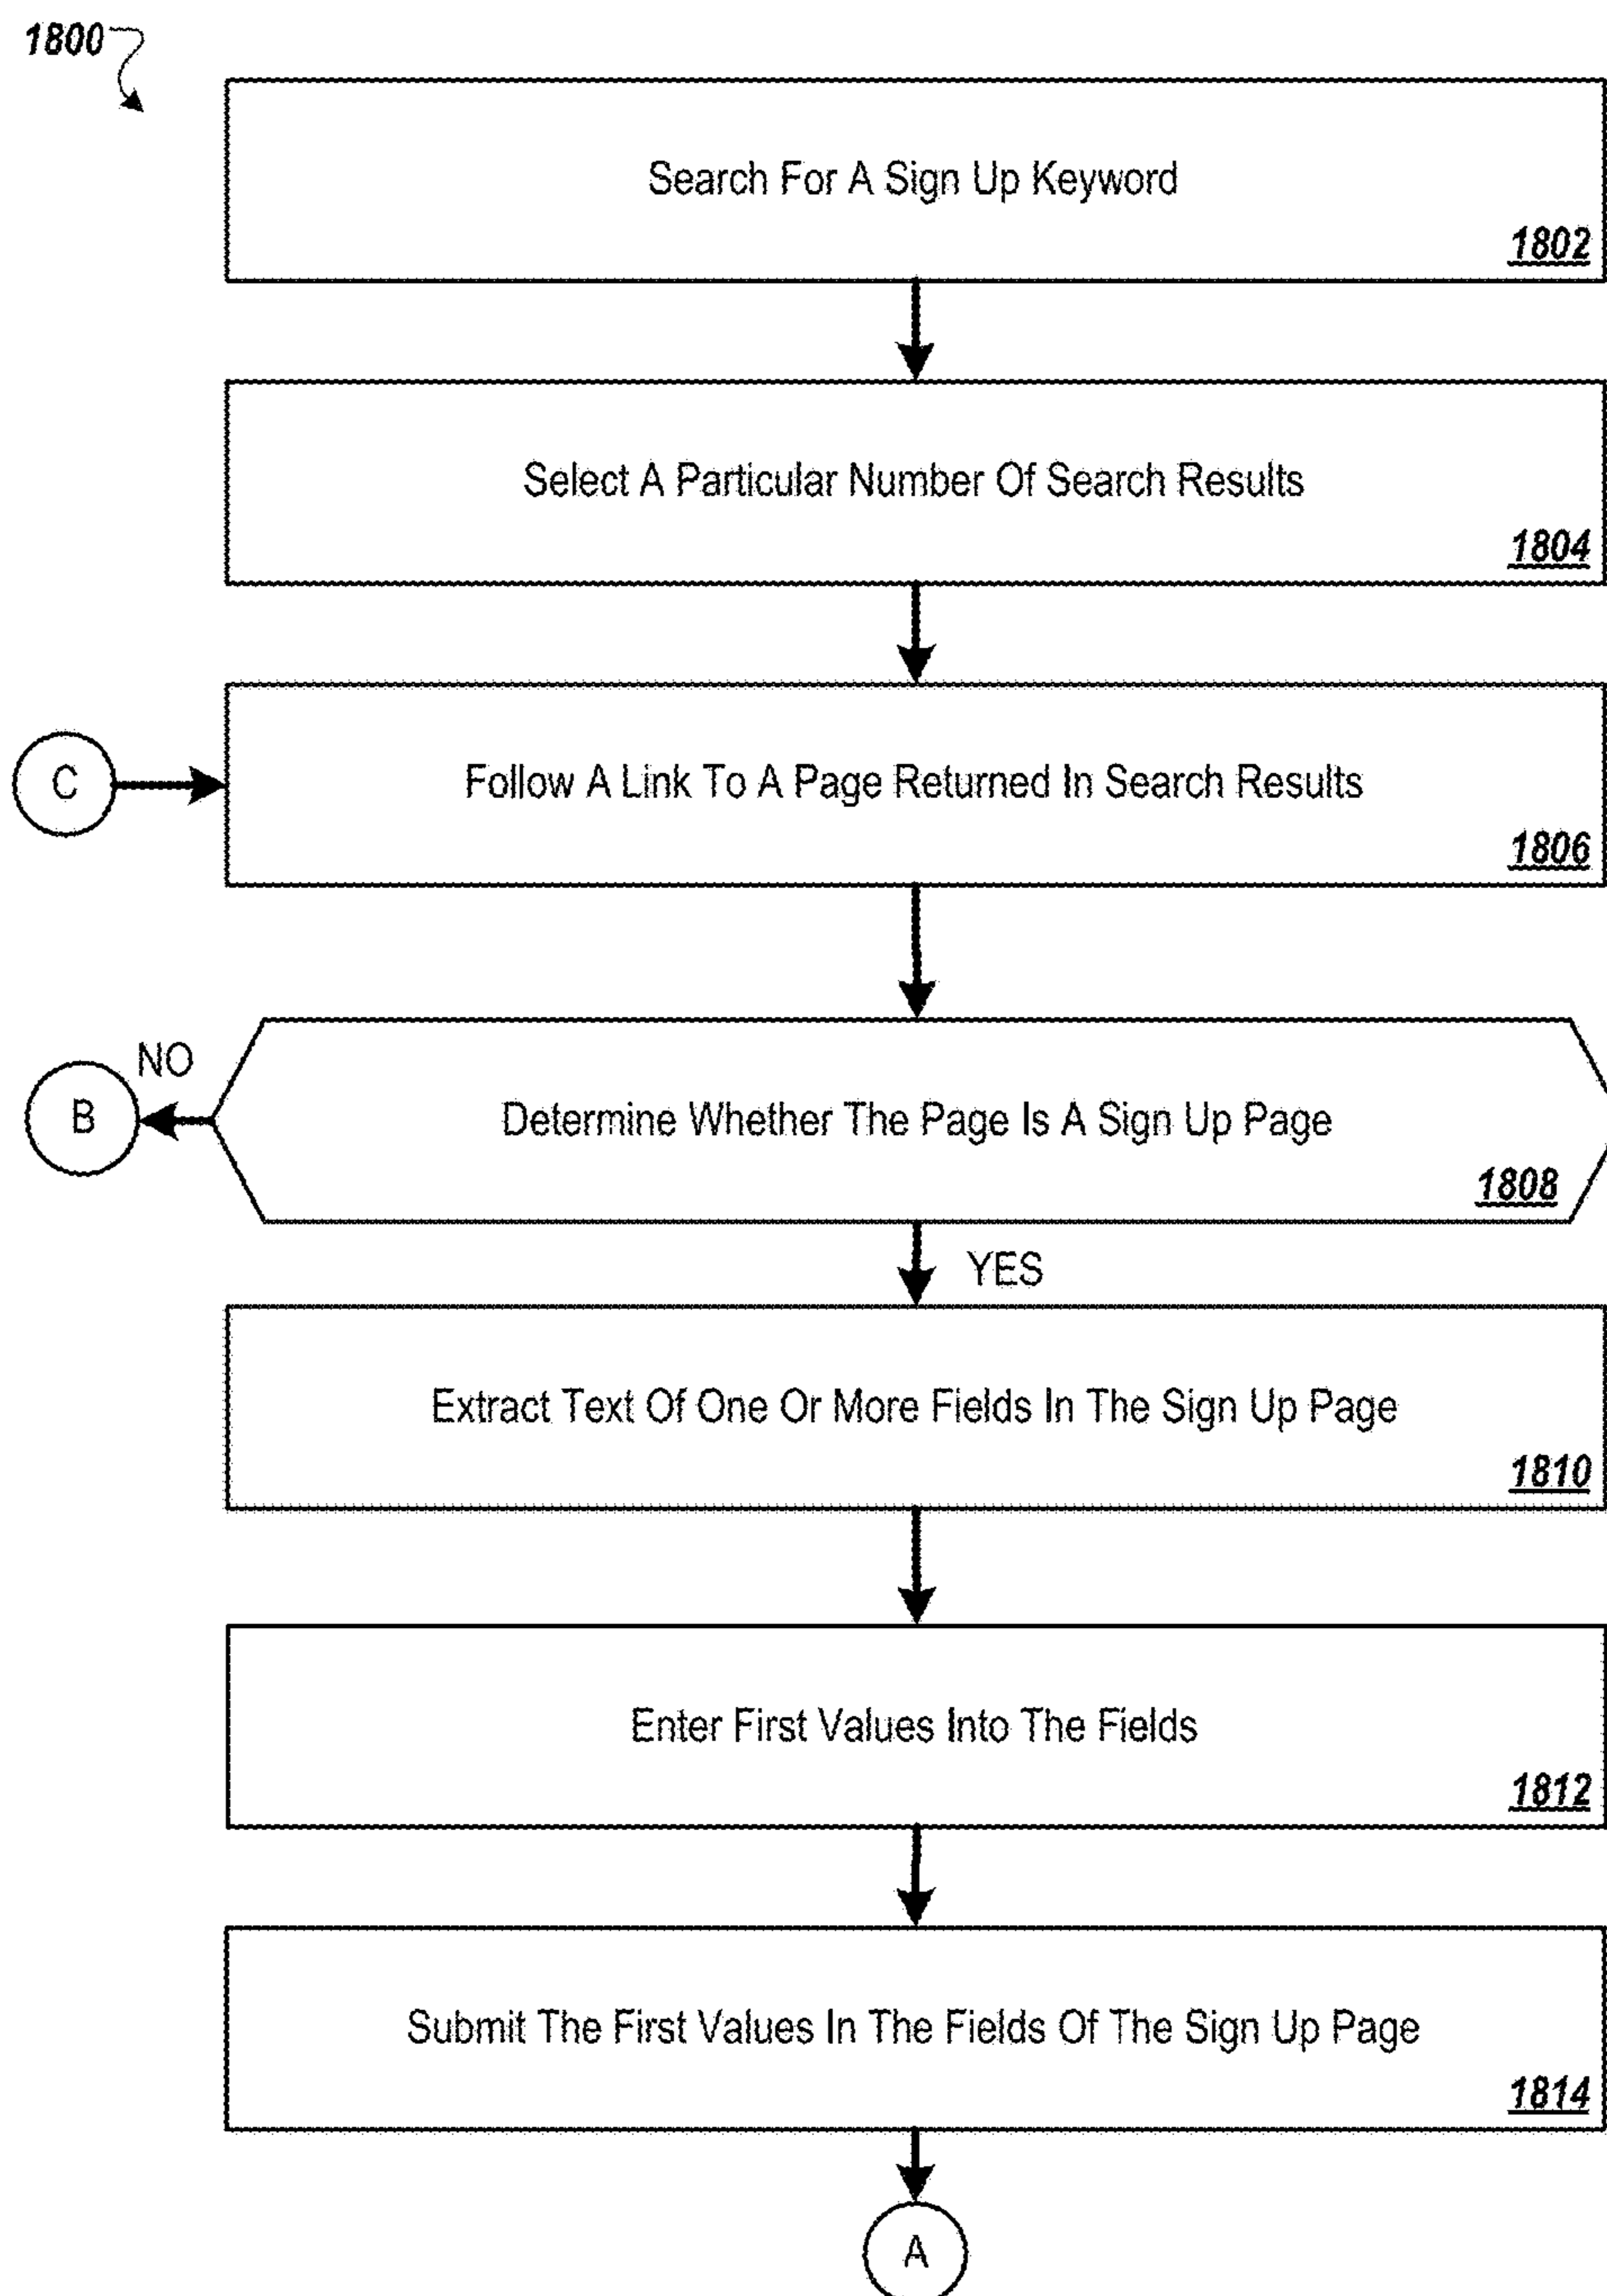 1800
Search For A Sign Up Keyword
1802
Select A Particular Number Of Search Results
1804
C
Follow A Link To A Page Returned In Search Results
1806
NO
B
Determine Whether The Page Is A Sign Up Page
1808
YES
Extract Text Of One Or More Fields In The Sign Up Page
1810
Enter First Values Into The Fields
1812
Submit The First Values In The Fields Of The Sign Up Page
1814
A